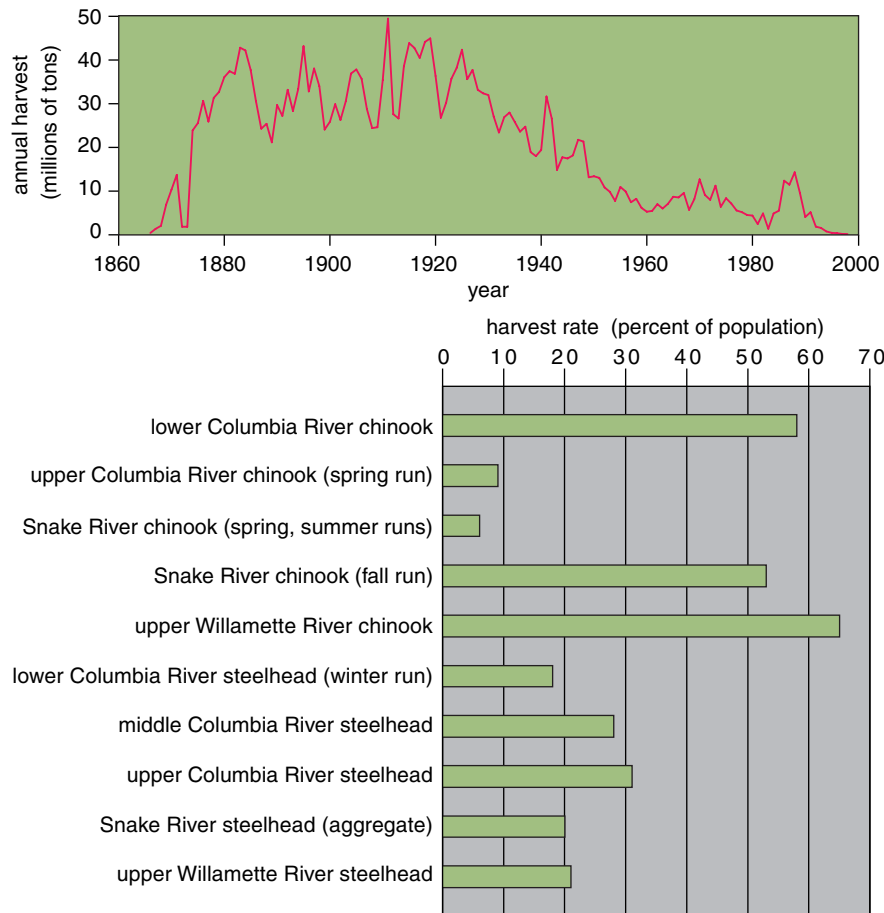 annual harvest
(millions of tons)
50
40
30
20
10
0
1860 1880 1900 1920 1940 1960 1980 2000
year
harvest rate (percent of population)
0 10 20 30 40 50 60 70
lower Columbia River chinook
upper Columbia River chinook (spring run)
Snake River chinook (spring, summer runs)
Snake River chinook (fall run)
upper Willamette River chinook
lower Columbia River steelhead (winter run)
middle Columbia River steelhead
upper Columbia River steelhead
Snake River steelhead (aggregate)
upper Willamette River steelhead